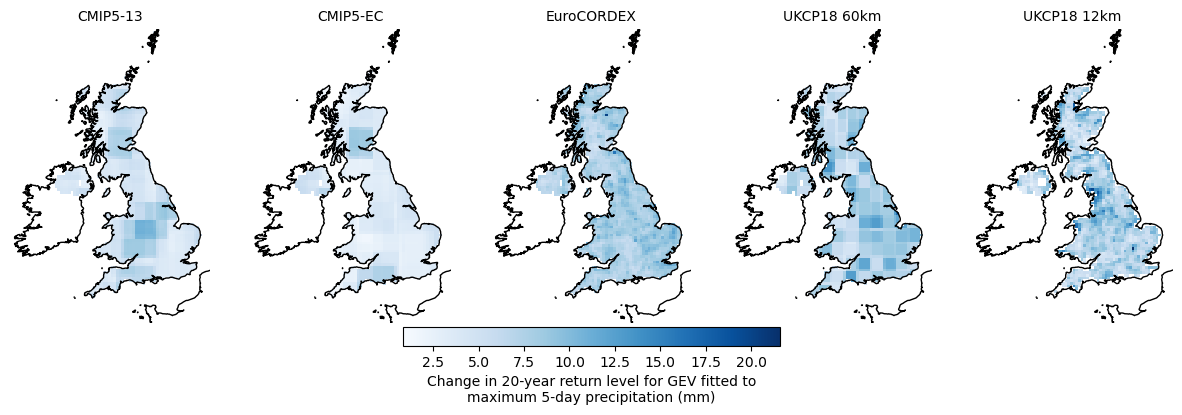 CMIP5-13
CMIP5-EC
EuroCORDEX
UKCP18 60km
UKCP18 12km
2.5 5.0 7.5 10.0 12.5 15.0 17.5 20.0
Change in 20-year return level for GEV fitted to
maximum 5-day precipitation (mm)